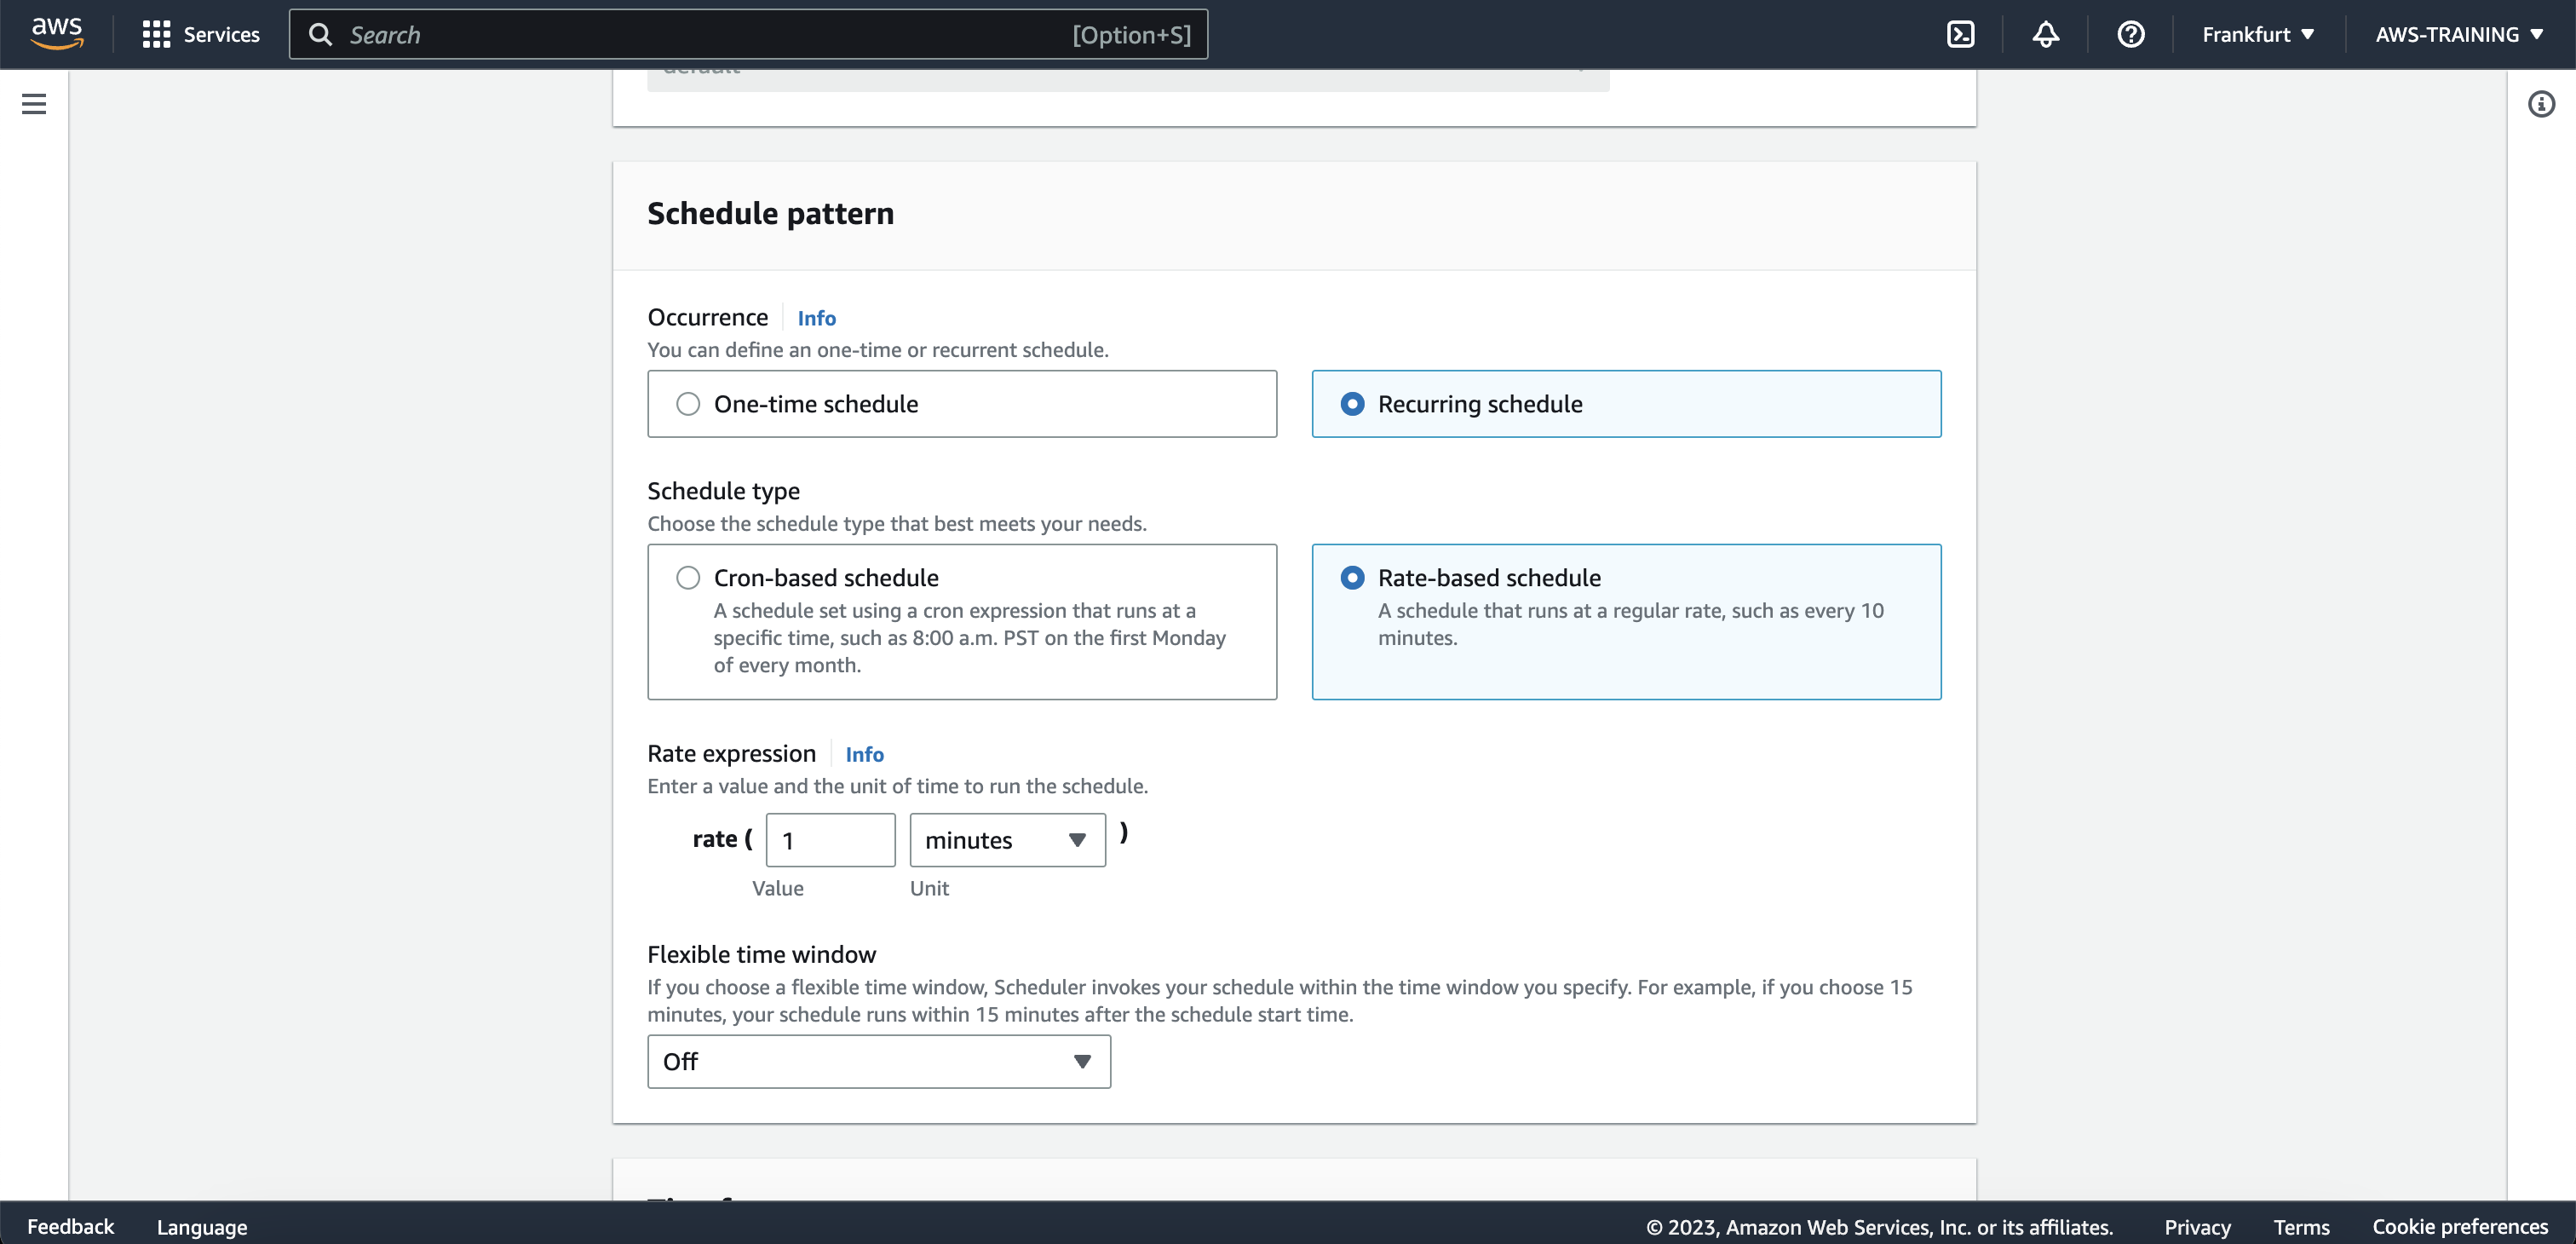 aws
Services
Search
[Option+S]
Frankfurt
AWS-TRAINING
Schedule pattern
Occurrence
Info
You can define an one-time or recurrent schedule.
One-time schedule
Recurring schedule
Schedule type
Choose the schedule type that best meets your needs.
Cron-based schedule
A schedule set using a cron expression that runs at a
specific time, such as 8:00 a.m. PST on the first Monday
of every month.
Rate-based schedule
A schedule that runs at a regular rate, such as every 10
minutes.
Rate expression
Info
Enter a value and the unit of time to run the schedule.
rate ( 1 minutes )
Value
Unit
Flexible time window
If you choose a flexible time window, Scheduler invokes your schedule within the time window you specify. For example, if you choose 15
minutes, your schedule runs within 15 minutes after the schedule start time.
Off
Feedback
Language
© 2023, Amazon Web Services, Inc. or its affiliates.
Privacy
Terms
Cookie preferences